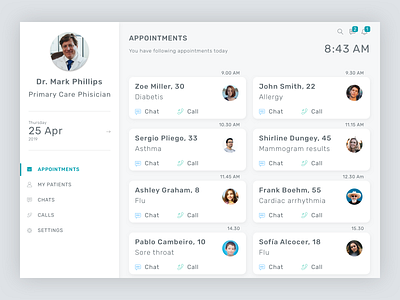 Dr. Mark Phillips
Primary Care Phisician
Thursday
25 Apr
2019
APPOINTMENTS
MY PATIENTS
CHATS
CALLS
SETTINGS
APPOINTMENTS
You have following appointments today
2
1
8:43 AM
9.00 AM
Zoe Miller, 30
Diabetis
Chat
Call
9.30 AM
John Smith, 22
Allergy
Chat
Call
10.30 AM
Sergio Pliego, 33
Asthma
Chat
Call
11.15 AM
Shirline Dungey, 45
Mammogram results
Chat
Call
11.45 AM
Ashley Graham, 8
Flu
Chat
Call
12.30 Am
Frank Boehm, 55
Cardiac arrhythmia
Chat
Call
14.30
Pablo Cambeiro, 10
Sore throat
Chat
Call
15.30
Sofía Alcocer, 18
Flu
Chat
Call